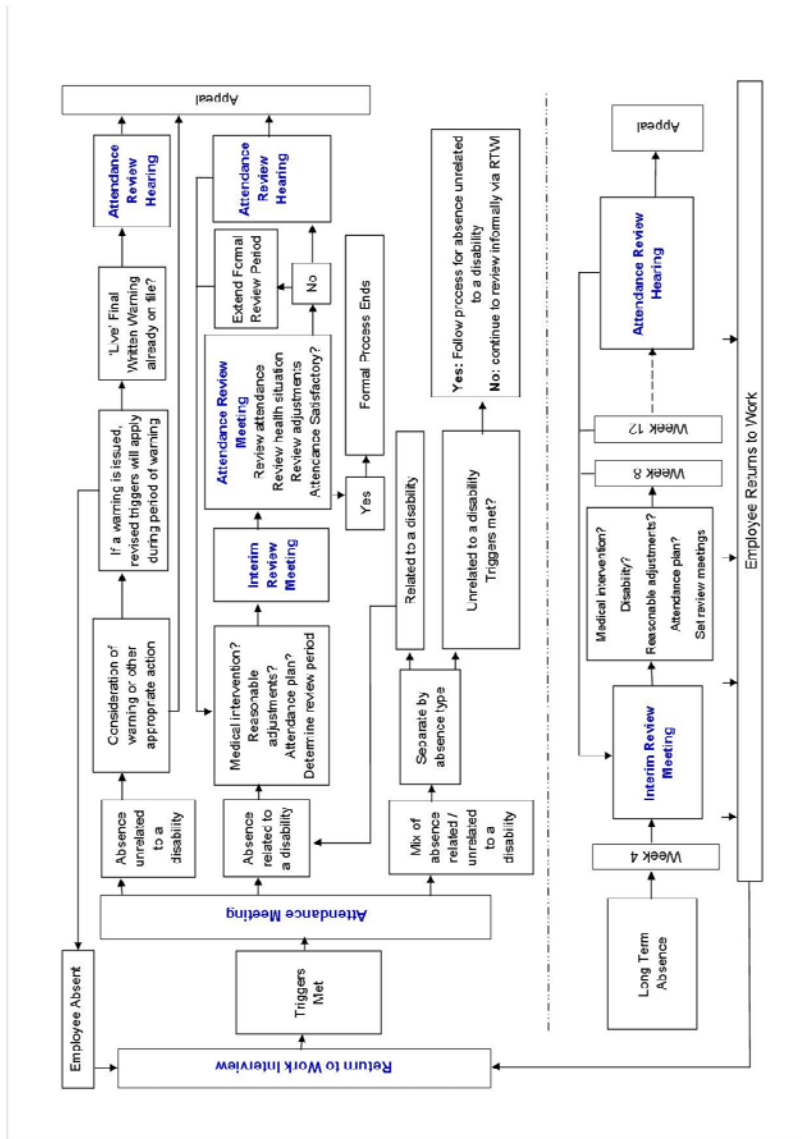 Employee Absent
Return to Work Interview
Triggers
Met
Attendance Meeting
Absence
unrelated
to a
disability
Consideration of
warning or other
appropriate action
If a warning is issued,
revised triggers will apply
during period of warning
'Live' Final
Written Warning
already on file?
Attendance
Review
Hearing
Appeal
Absence
related to
a disability
Medical intervention?
Reasonable
adjustments?
Attendance plan?
Determine review period
Interim
Review
Meeting
Attendance Review
Meeting
Review attendance
Review health situation
Review adjustments
Attendance Satisfactory?
Extend Formal
Review Period
No
Attendance
Review
Hearing
Yes
Formal Process Ends
Mix of
absence
related /
unrelated
to a
disability
Separate by
absence type
Related to a disability
Unrelated to a disability
Triggers met?
Yes: Follow process for absence unrelated
to a disability
No: continue to review informally via RTWI
Long Term
Absence
Week 4
Interim Review
Meeting
Medical intervention?
Disability?
Reasonable adjustments?
Attendance plan?
Set review meetings
Week 8
Week 12
Attendance Review
Hearing
Appeal
Employee Returns to Work